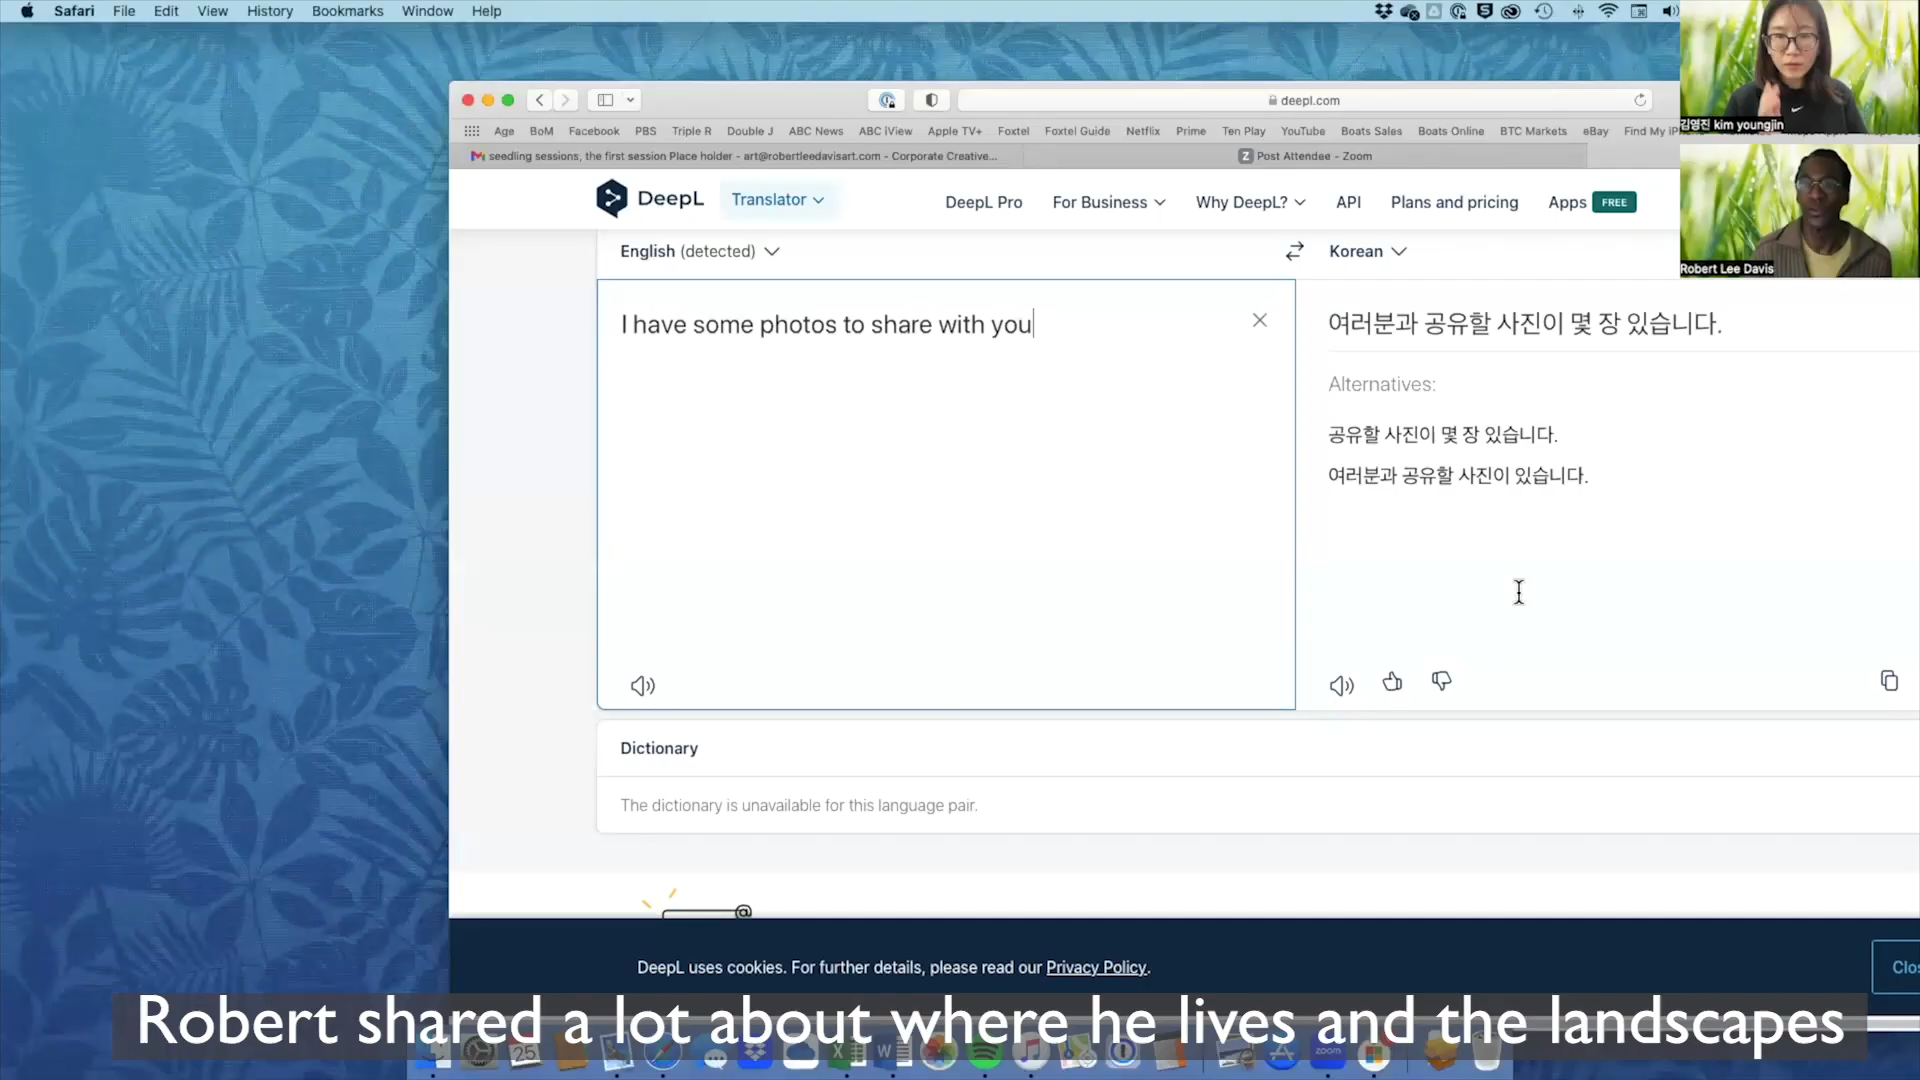 Safari File Edit View History Bookmarks Window Help
deepl.com
Age BoM Facebook PBS Triple R Double J ABC News ABC iView Apple TV+ Foxtel Foxtel Guide Netflix Prime Ten Play YouTube Boats Sales Boats Online BTC Markets eBay Find My
seedling sessions, the first session Place holder - art@robertleedavisart.com - Corporate Creative...
Post Attendee - Zoom
김영진 kim youngjin
DeepL Translator
DeepL Pro For Business Why DeepL? API Plans and pricing Apps FREE
Robert Lee Davis
English (detected)
Korean
I have some photos to share with you
여러분과 공유할 사진이 몇 장 있습니다.
Alternatives:
공유할 사진이 몇 장 있습니다.
여러분과 공유할 사진이 있습니다.
Dictionary
The dictionary is unavailable for this language pair.
DeepL uses cookies. For further details, please read our Privacy Policy.
Robert shared a lot about where he lives and the landscapes
25
zoom